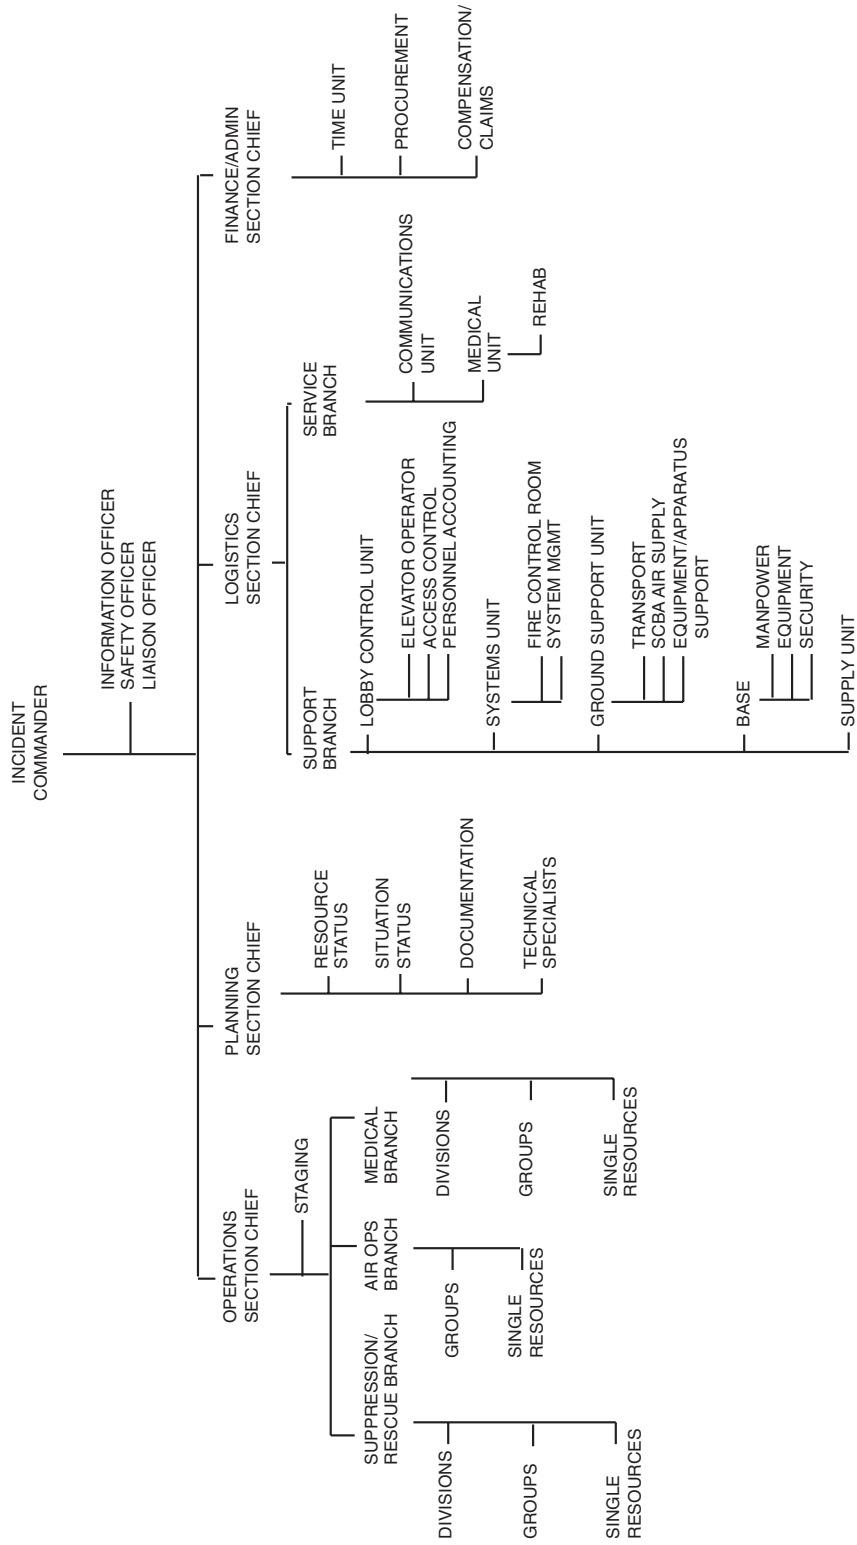 INCIDENT
COMMANDER
INFORMATION OFFICER
SAFETY OFFICER
LIAISON OFFICER
OPERATIONS
SECTION CHIEF
STAGING
SUPPRESSION/
RESCUE BRANCH
DIVISIONS
GROUPS
SINGLE
RESOURCES
AIR OPS
BRANCH
GROUPS
SINGLE
RESOURCES
MEDICAL
BRANCH
DIVISIONS
GROUPS
SINGLE
RESOURCES
PLANNING
SECTION CHIEF
RESOURCE
STATUS
SITUATION
STATUS
DOCUMENTATION
TECHNICAL
SPECIALISTS
LOGISTICS
SECTION CHIEF
SUPPORT
BRANCH
LOBBY CONTROL UNIT
ELEVATOR OPERATOR
ACCESS CONTROL
PERSONNEL ACCOUNTING
SYSTEMS UNIT
FIRE CONTROL ROOM
SYSTEM MGMT
GROUND SUPPORT UNIT
TRANSPORT
SCBA AIR SUPPLY
EQUIPMENT/APPARATUS
SUPPORT
BASE
MANPOWER
EQUIPMENT
SECURITY
SUPPLY UNIT
SERVICE
BRANCH
COMMUNICATIONS
UNIT
MEDICAL
UNIT
REHAB
FINANCE/ADMIN
SECTION CHIEF
TIME UNIT
PROCUREMENT
COMPENSATION/
CLAIMS